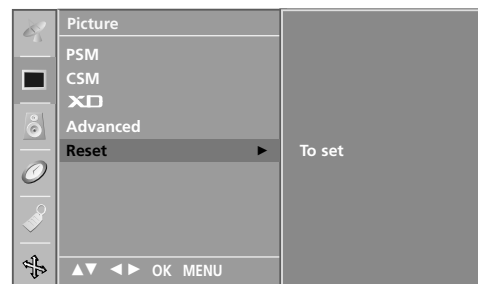 Picture
PSM
CSM
XD
Advanced
Reset ► To set
▲▼ ◄► OK MENU